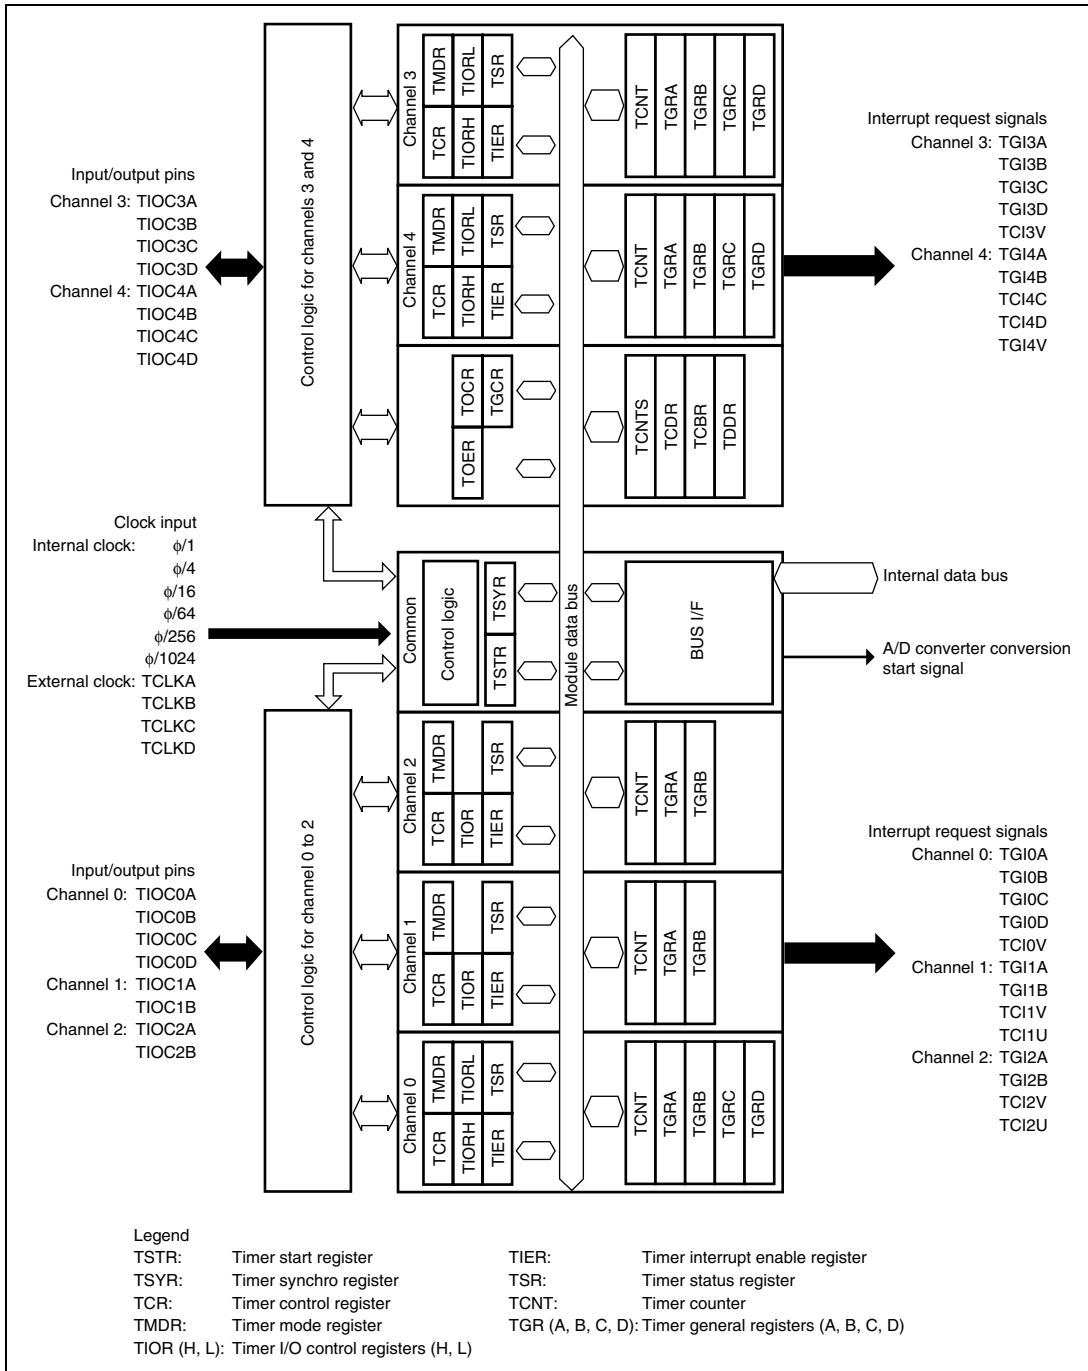 Input/output pins
Channel 3: TIOC3A
TIOC3B
TIOC3C
TIOC3D
Channel 4: TIOC4A
TIOC4B
TIOC4C
TIOC4D
Control logic for channels 3 and 4
Channel 3
TMDR
TIORL
TSR
TCR
TIORH
TIER
TCNT
TGRA
TGRB
TGRC
TGRD
Channel 4
TMDR
TIORL
TSR
TCR
TIORH
TIER
TCNT
TGRA
TGRB
TGRC
TGRD
TOCR
TGCR
TOER
TCNTS
TCDR
TCBR
TDDR
Interrupt request signals
Channel 3: TGI3A
TGI3B
TGI3C
TGI3D
TCI3V
Channel 4: TGI4A
TGI4B
TCI4C
TCI4D
TGI4V
Clock input
Internal clock: ϕ/1
ϕ/4
ϕ/16
ϕ/64
ϕ/256
ϕ/1024
External clock: TCLKA
TCLKB
TCLKC
TCLKD
Common
Control logic
TSYR
TSTR
Module data bus
BUS I/F
Internal data bus
A/D converter conversion
start signal
Input/output pins
Channel 0: TIOC0A
TIOC0B
TIOC0C
TIOC0D
Channel 1: TIOC1A
TIOC1B
Channel 2: TIOC2A
TIOC2B
Control logic for channel 0 to 2
Channel 2
TMDR
TSR
TCR
TIOR
TIER
TCNT
TGRA
TGRB
Channel 1
TMDR
TSR
TCR
TIOR
TIER
TCNT
TGRA
TGRB
Channel 0
TMDR
TIORL
TSR
TCR
TIORH
TIER
TCNT
TGRA
TGRB
TGRC
TGRD
Interrupt request signals
Channel 0: TGI0A
TGI0B
TGI0C
TGI0D
TCI0V
Channel 1: TGI1A
TGI1B
TCI1V
TCI1U
Channel 2: TGI2A
TGI2B
TCI2V
TCI2U
Legend
TSTR: Timer start register
TSYR: Timer synchro register
TCR: Timer control register
TMDR: Timer mode register
TIOR (H, L): Timer I/O control registers (H, L)
TIER: Timer interrupt enable register
TSR: Timer status register
TCNT: Timer counter
TGR (A, B, C, D): Timer general registers (A, B, C, D)